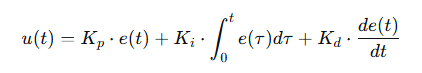 u(t) = K_p · e(t) + K_i · ∫_0^t e(τ)dτ + K_d · de(t)/dt